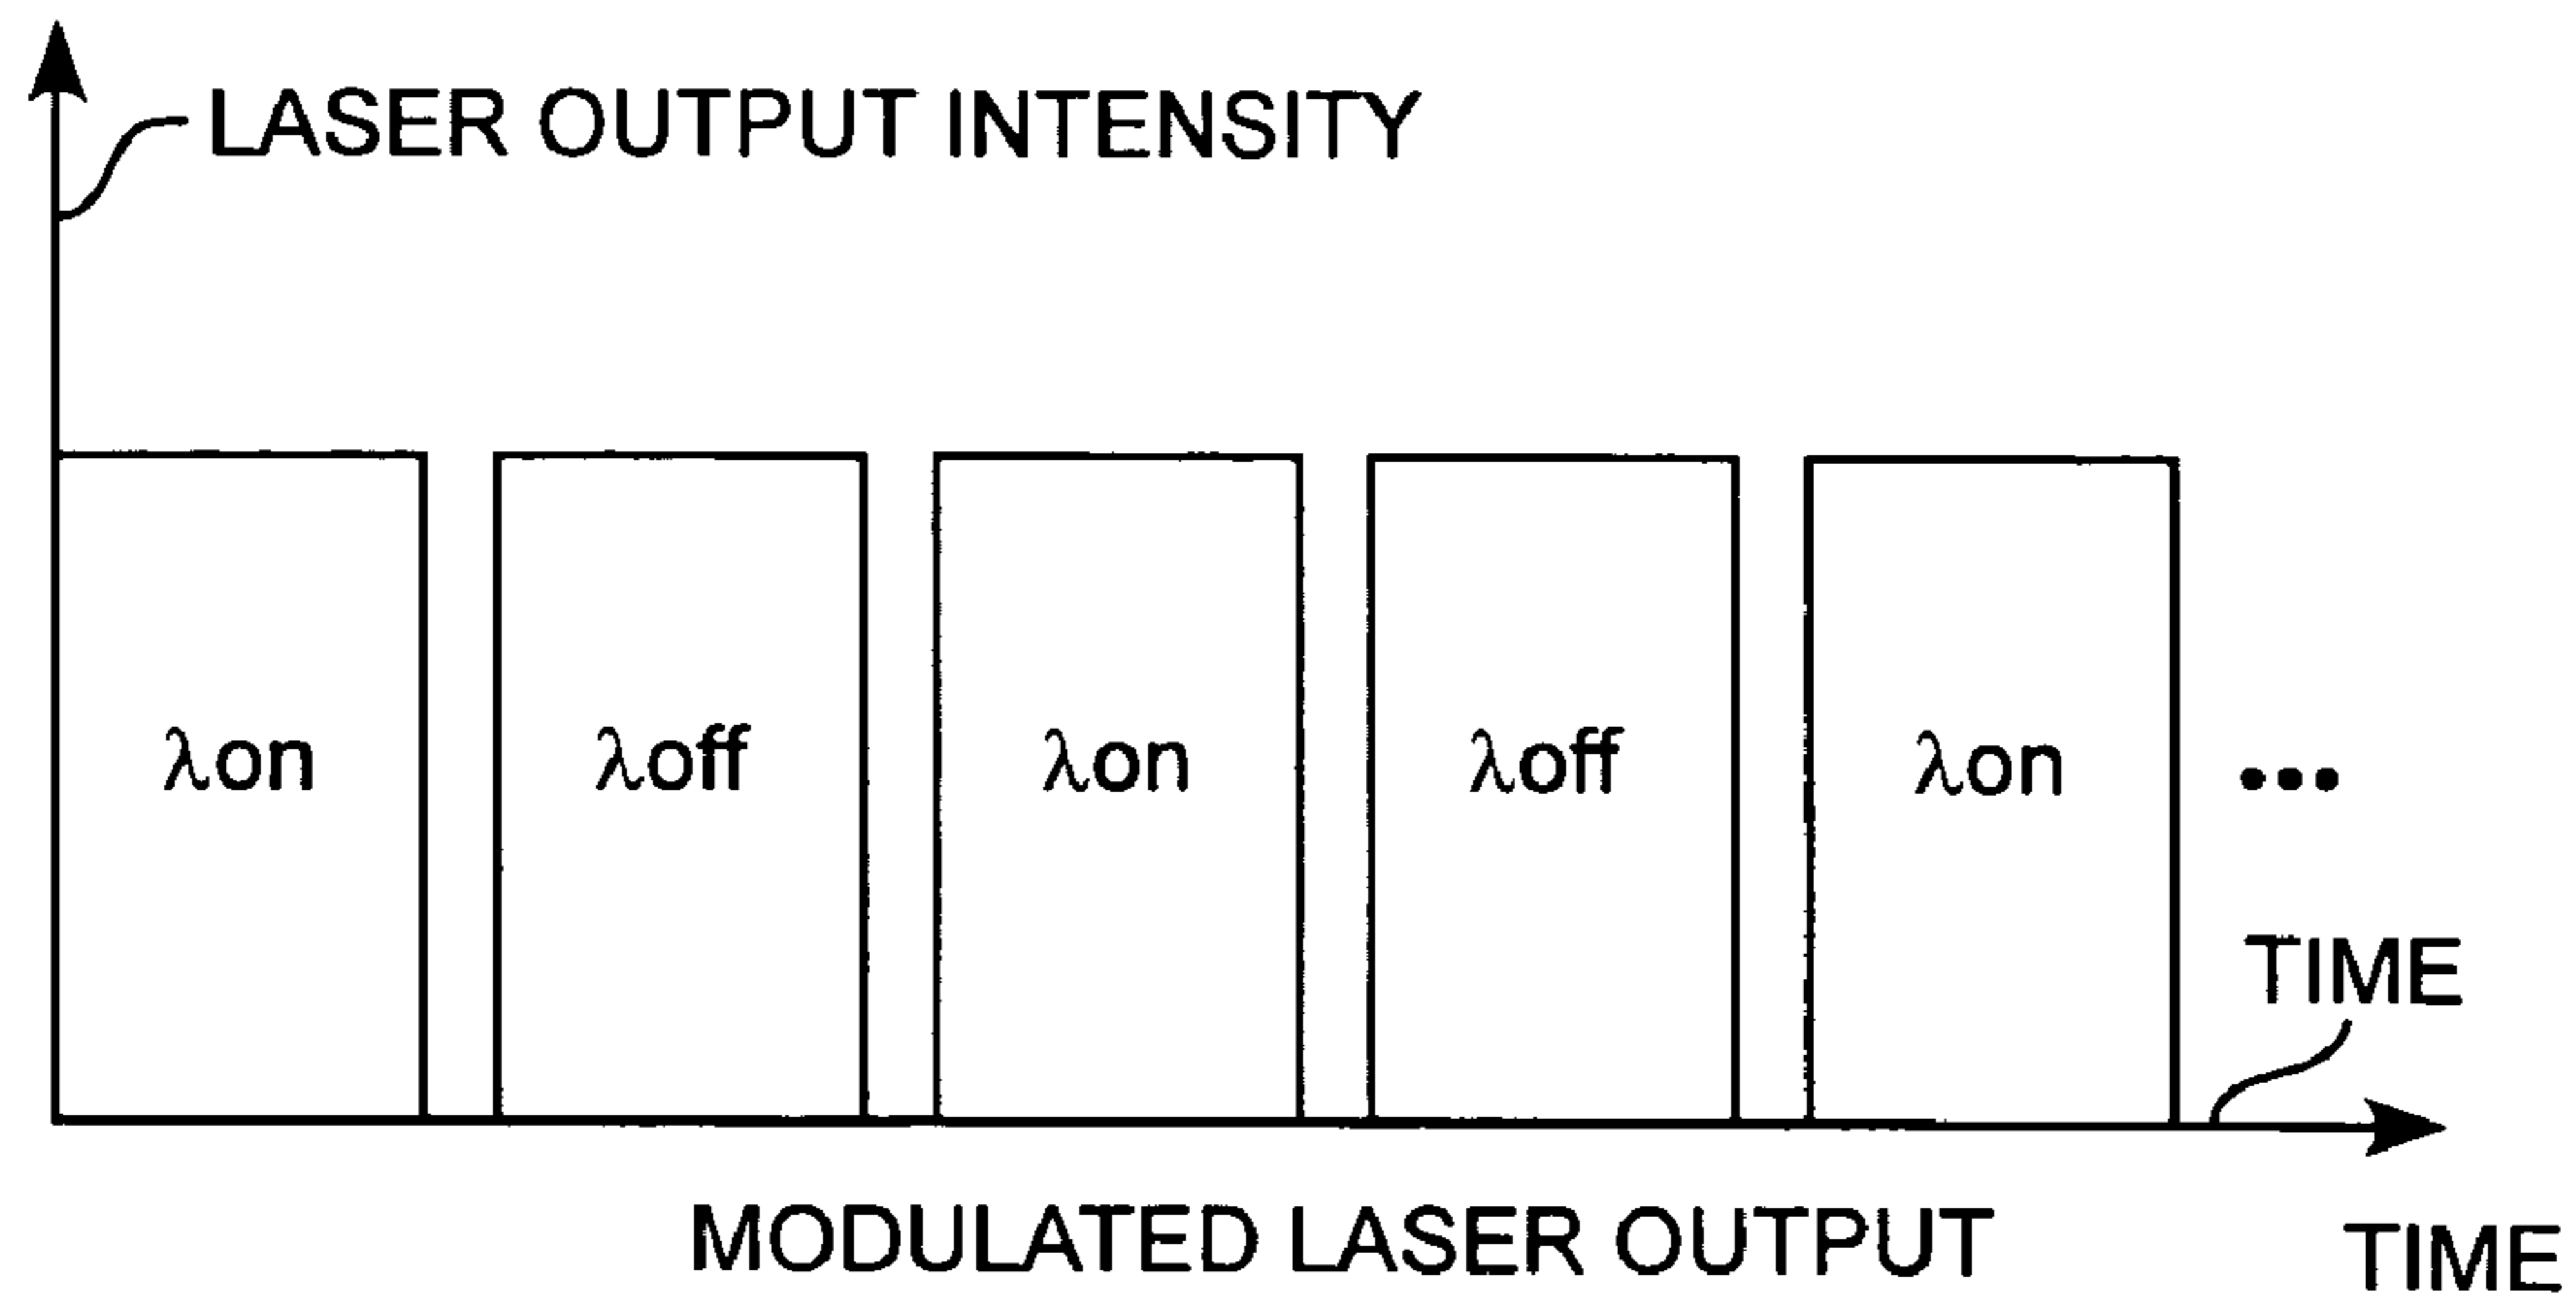 LASER OUTPUT INTENSITY
λon λoff λon λoff λon •••
TIME
MODULATED LASER OUTPUT
TIME